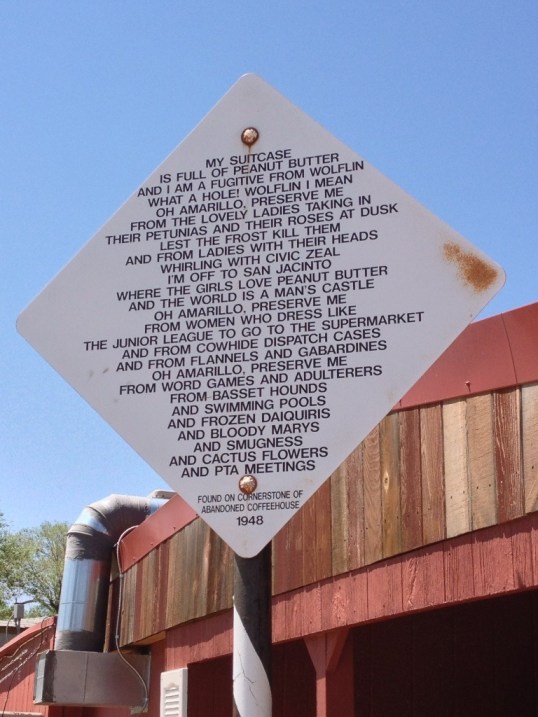 MY SUITCASE
IS FULL OF PEANUT BUTTER
AND I AM A FUGITIVE FROM WOLFLIN
WHAT A HOLE! WOLFLIN I MEAN
OH AMARILLO, PRESERVE ME
FROM THE LOVELY LADIES TAKING IN
THEIR PETUNIAS AND THEIR ROSES AT DUSK
LEST THE FROST KILL THEM
AND FROM LADIES WITH THEIR HEADS
WHIRLING WITH CIVIC ZEAL
I'M OFF TO SAN JACINTO
WHERE THE GIRLS LOVE PEANUT BUTTER
AND THE WORLD IS A MAN'S CASTLE
OH AMARILLO, PRESERVE ME
FROM WOMEN WHO DRESS LIKE
THE JUNIOR LEAGUE TO GO TO THE SUPERMARKET
AND FROM COWHIDE DISPATCH CASES
AND FROM FLANNELS AND GABARDINES
OH AMARILLO, PRESERVE ME
FROM WORD GAMES AND ADULTERERS
FROM BASSET HOUNDS
AND SWIMMING POOLS
AND FROZEN DAIQUIRIS
AND BLOODY MARYS
AND SMUGNESS
AND CACTUS FLOWERS
AND PTA MEETINGS
FOUND ON CORNERSTONE OF
ABANDONED COFFEEHOUSE
1948